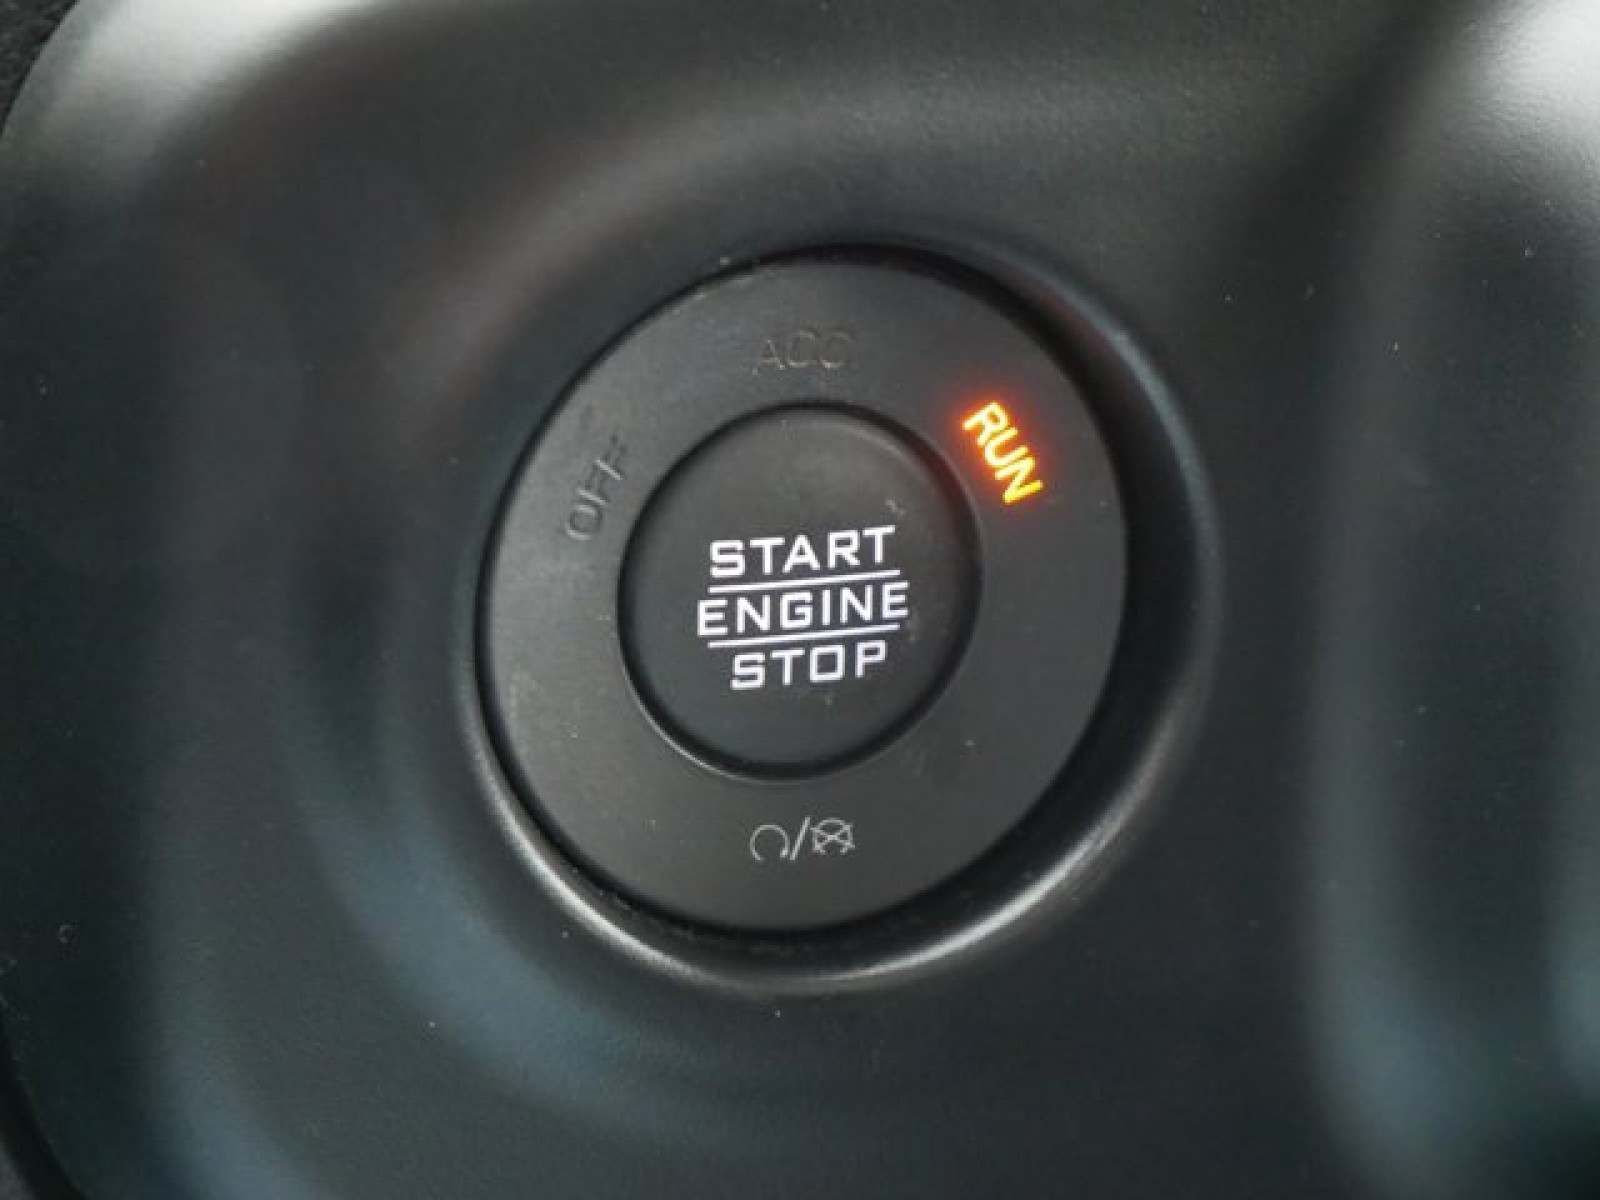 ACC
RUN
OFF
START
ENGINE
STOP